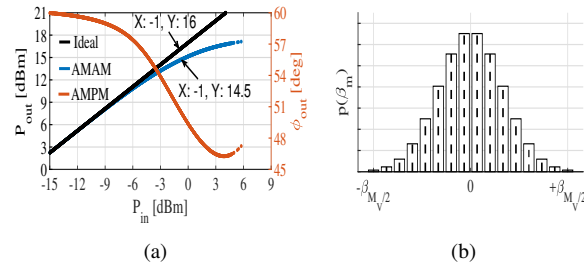 P_out [dBm]
21
18
15
12
9
6
3
0
Ideal
AMAM
AMPM
X: -1, Y: 16
X: -1, Y: 14.5
60
57
54
51
48
45
ϕ_out [deg]
-15 -12 -9 -6 -3 0 3 6 9
P_in [dBm]
(a)
p(β_m)
-β_{M_V/2} 0 +β_{M_V/2}
(b)